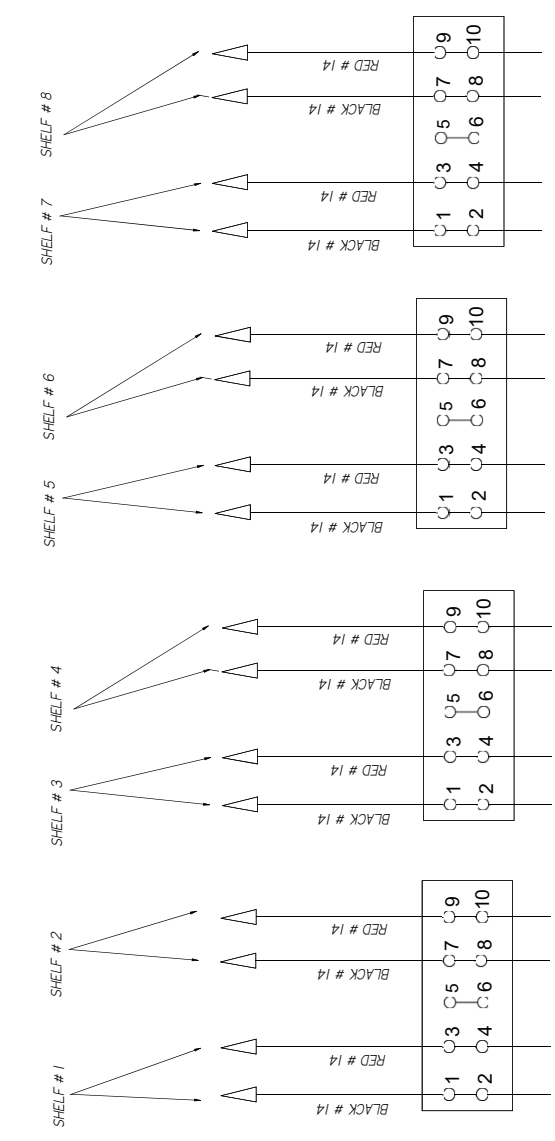 SHELF # 8
RED # 14
9 10
BLACK # 14
7 8
5 6
SHELF # 7
RED # 14
3 4
BLACK # 14
1 2
SHELF # 6
RED # 14
9 10
BLACK # 14
7 8
5 6
SHELF # 5
RED # 14
3 4
BLACK # 14
1 2
SHELF # 4
RED # 14
9 10
BLACK # 14
7 8
5 6
SHELF # 3
RED # 14
3 4
BLACK # 14
1 2
SHELF # 2
RED # 14
9 10
BLACK # 14
7 8
5 6
SHELF # 1
RED # 14
3 4
BLACK # 14
1 2